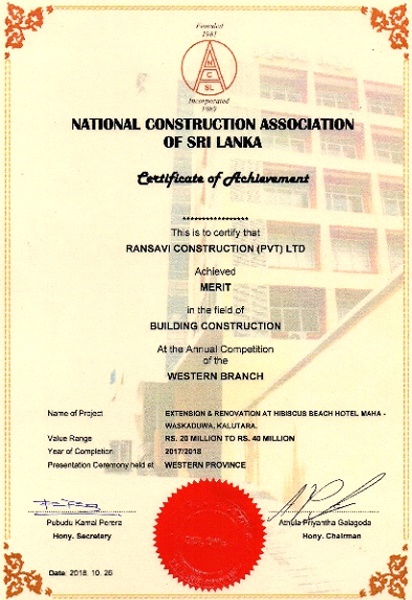 Founded
1981
N
C
A
SL
Incorporated
1989
NATIONAL CONSTRUCTION ASSOCIATION
OF SRI LANKA
Certificate of Achievement
****************
This is to certify that
RANSAVI CONSTRUCTION (PVT) LTD
Achieved
MERIT
in the field of
BUILDING CONSTRUCTION
At the Annual Competition
of the
WESTERN BRANCH
Name of Project EXTENSION & RENOVATION AT HIBISCUS BEACH HOTEL MAHA -
WASKADUWA, KALUTARA.
Value Range RS. 20 MILLION TO RS. 40 MILLION
Year of Completion 2017/2018
Presentation Ceremony held at WESTERN PROVINCE
Pubudu Kamal Perera
Hony. Secretary
Athula Priyantha Galagoda
Hony. Chairman
Date: 2018. 10. 26